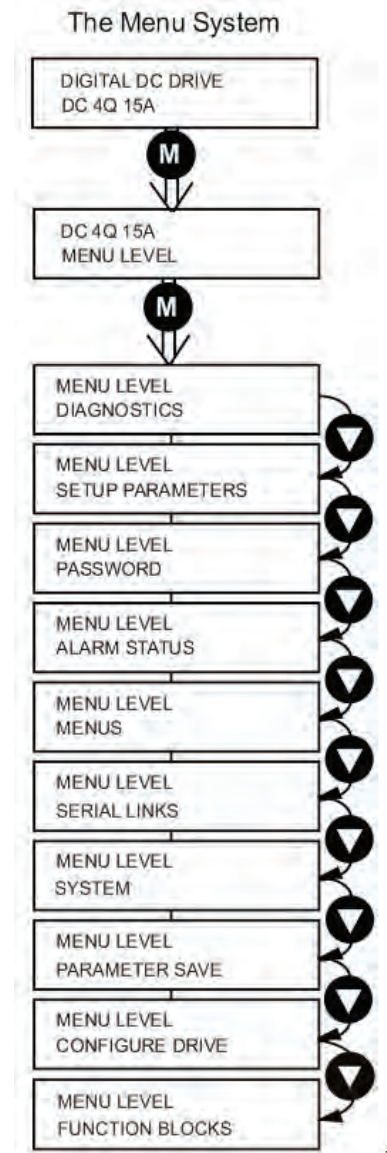 The Menu System
DIGITAL DC DRIVE
DC 4Q 15A
M
DC 4Q 15A
MENU LEVEL
M
MENU LEVEL
DIAGNOSTICS
MENU LEVEL
SETUP PARAMETERS
MENU LEVEL
PASSWORD
MENU LEVEL
ALARM STATUS
MENU LEVEL
MENUS
MENU LEVEL
SERIAL LINKS
MENU LEVEL
SYSTEM
MENU LEVEL
PARAMETER SAVE
MENU LEVEL
CONFIGURE DRIVE
MENU LEVEL
FUNCTION BLOCKS